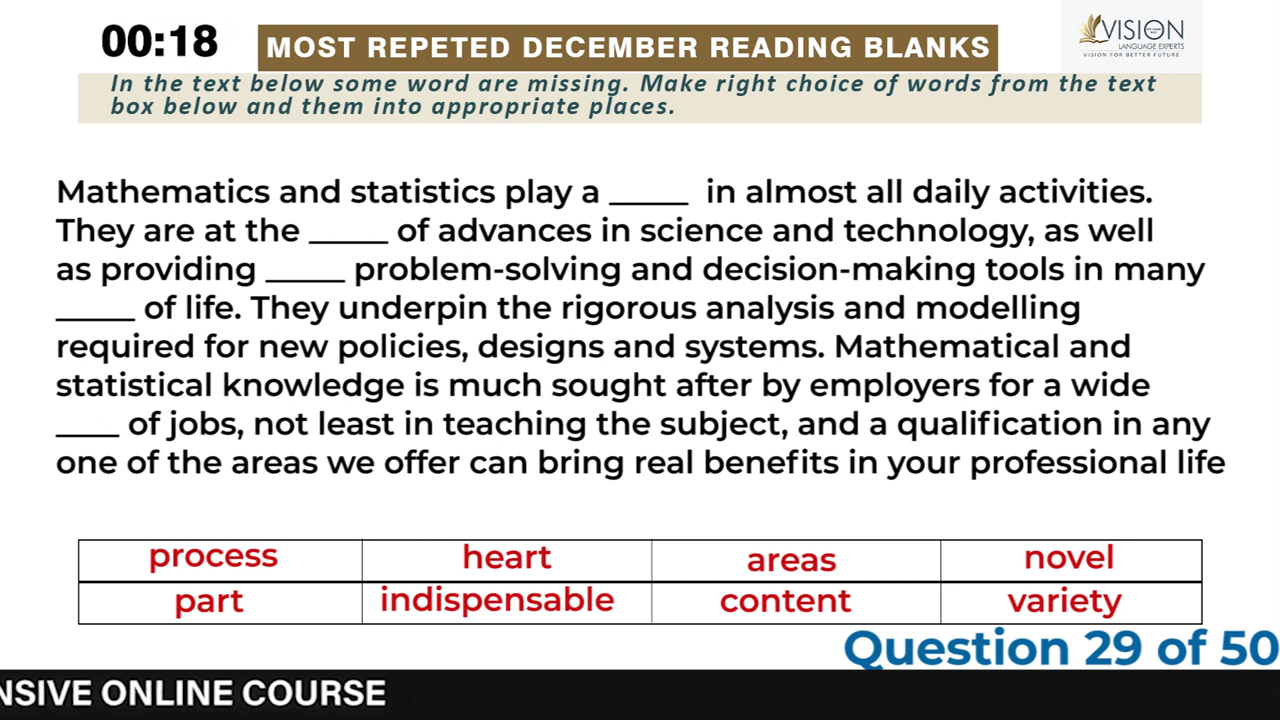 00:18
MOST REPETED DECEMBER READING BLANKS
VISION
LANGUAGE EXPERTS
VISION FOR BETTER FUTURE
In the text below some word are missing. Make right choice of words from the text
box below and them into appropriate places.
Mathematics and statistics play a _____ in almost all daily activities.
They are at the _____ of advances in science and technology, as well
as providing _____ problem-solving and decision-making tools in many
_____ of life. They underpin the rigorous analysis and modelling
required for new policies, designs and systems. Mathematical and
statistical knowledge is much sought after by employers for a wide
____ of jobs, not least in teaching the subject, and a qualification in any
one of the areas we offer can bring real benefits in your professional life
process heart areas novel
part indispensable content variety
Question 29 of 50
NSIVE ONLINE COURSE